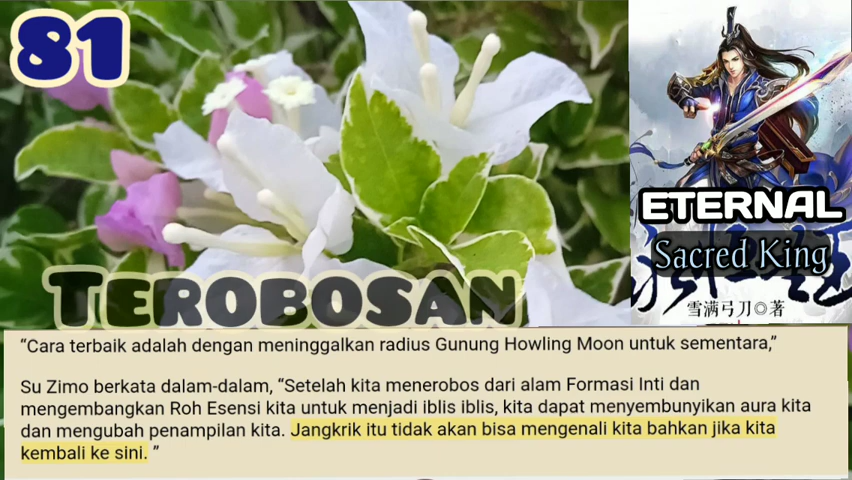 81
TEROBOSAN
ETERNAL
Sacred King
雪满弓刀◎著
“Cara terbaik adalah dengan meninggalkan radius Gunung Howling Moon untuk sementara,”
Su Zimo berkata dalam-dalam, “Setelah kita menerobos dari alam Formasi Inti dan
mengembangkan Roh Esensi kita untuk menjadi iblis iblis, kita dapat menyembunyikan aura kita
dan mengubah penampilan kita. Jangkrik itu tidak akan bisa mengenali kita bahkan jika kita
kembali ke sini. ”